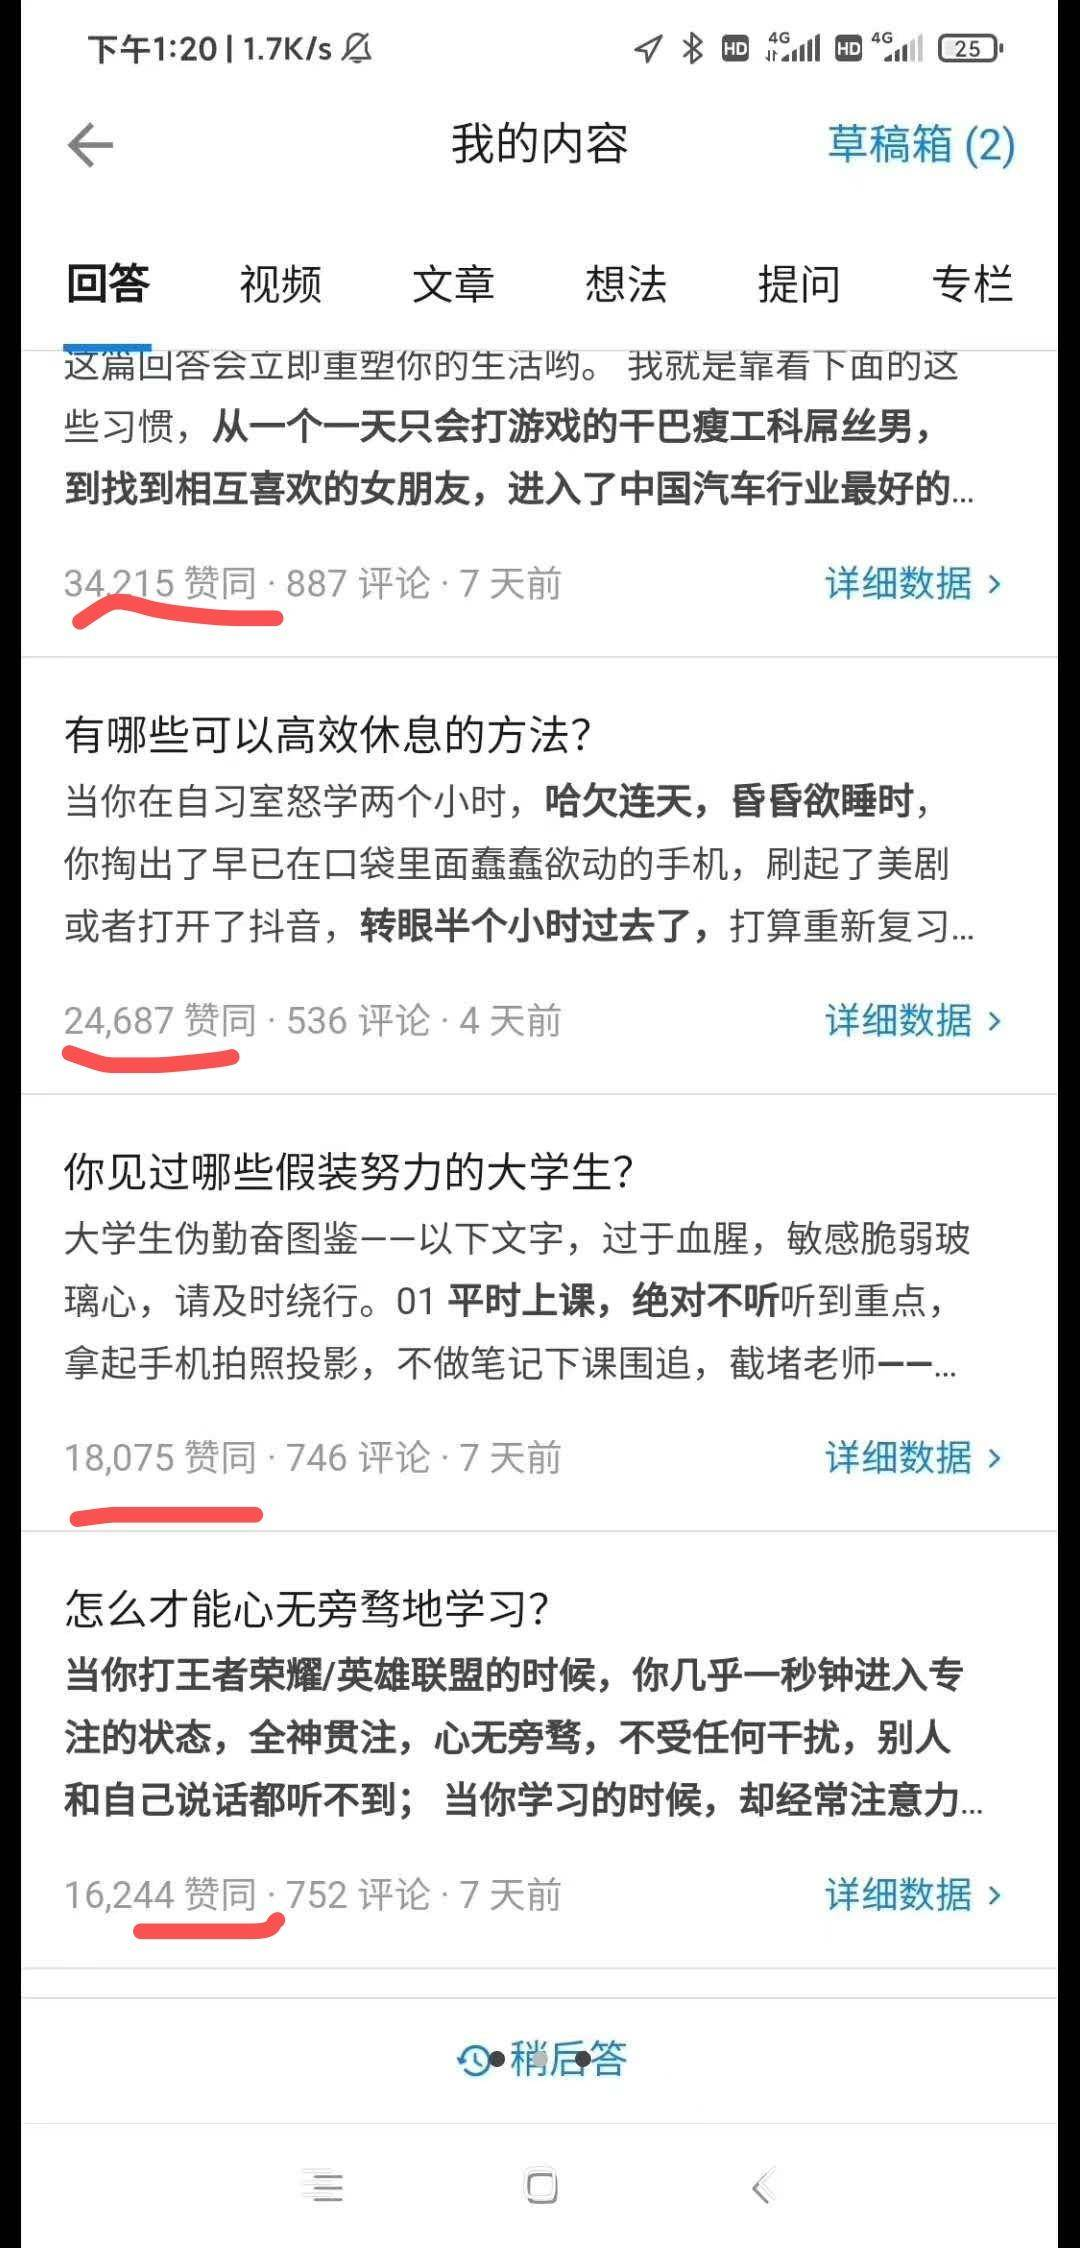 下午1:20 | 1.7K/s HD 4G HD 4G 25
我的内容 草稿箱 (2)
回答 视频 文章 想法 提问 专栏
这篇回答会立即重塑你的生活哟。 我就是靠着下面的这
些习惯，从一个一天只会打游戏的干巴瘦工科屌丝男，
到找到相互喜欢的女朋友，进入了中国汽车行业最好的...
34,215 赞同 · 887 评论 · 7 天前 详细数据 >
有哪些可以高效休息的方法？
当你在自习室怒学两个小时，哈欠连天，昏昏欲睡时，
你掏出了早已在口袋里面蠢蠢欲动的手机，刷起了美剧
或者打开了抖音，转眼半个小时过去了，打算重新复习...
24,687 赞同 · 536 评论 · 4 天前 详细数据 >
你见过哪些假装努力的大学生？
大学生伪勤奋图鉴——以下文字，过于血腥，敏感脆弱玻
璃心，请及时绕行。01 平时上课，绝对不听听到重点，
拿起手机拍照投影，不做笔记下课围追，截堵老师——...
18,075 赞同 · 746 评论 · 7 天前 详细数据 >
怎么才能心无旁骛地学习？
当你打王者荣耀/英雄联盟的时候，你几乎一秒钟进入专
注的状态，全神贯注，心无旁骛，不受任何干扰，别人
和自己说话都听不到； 当你学习的时候，却经常注意力...
16,244 赞同 · 752 评论 · 7 天前 详细数据 >
稍后答